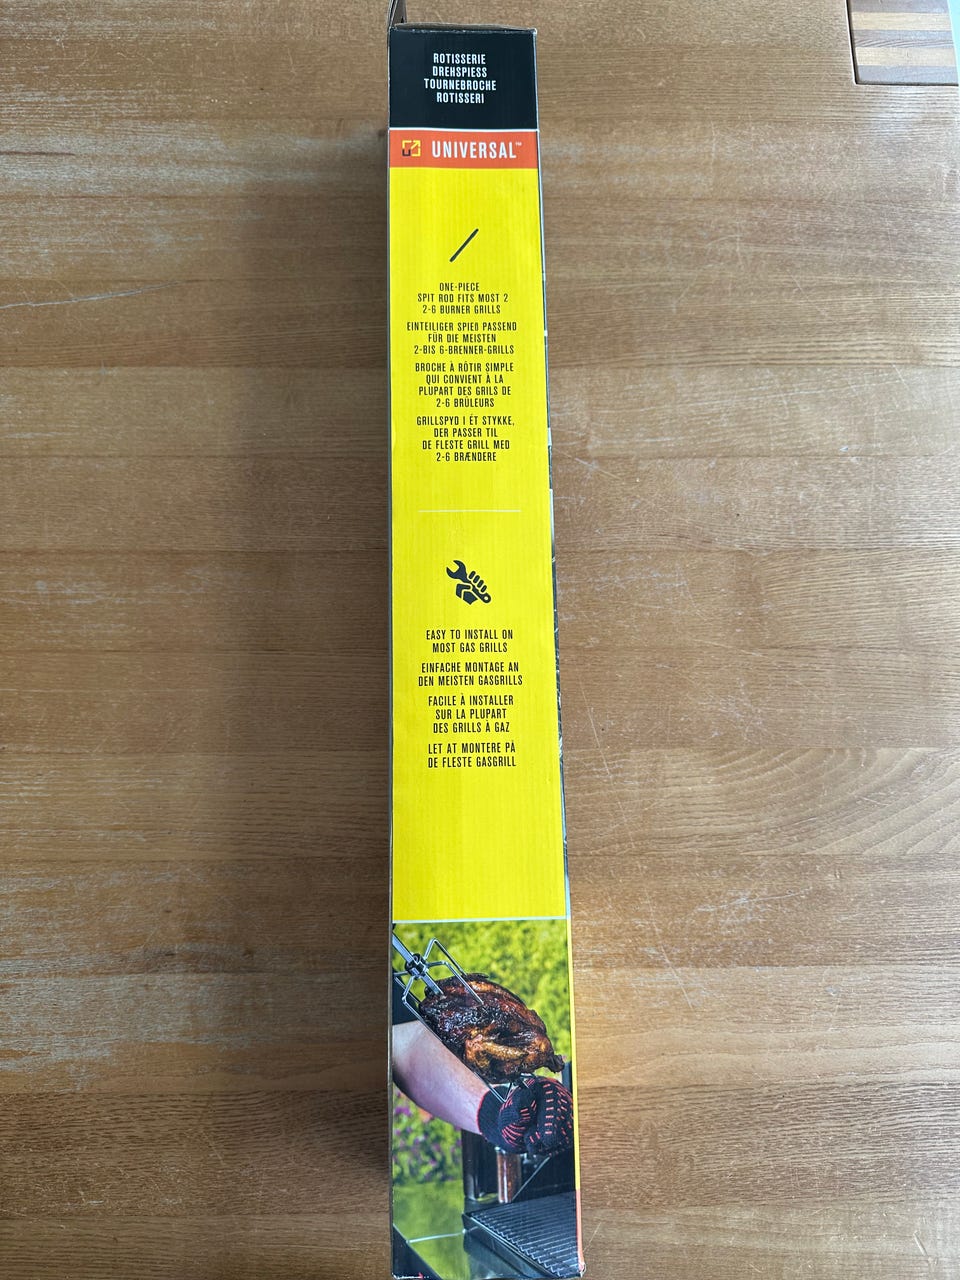 ROTISSERIE
DREHSPIESS
TOURNEBROCHE
ROTISSERI
UNIVERSAL™
ONE-PIECE
SPIT ROD FITS MOST 2
2-6 BURNER GRILLS
EINTEILIGER SPIEß PASSEND
FÜR DIE MEISTEN
2-BIS 6-BRENNER-GRILLS
BROCHE À RÔTIR SIMPLE
QUI CONVIENT À LA
PLUPART DES GRILS DE
2-6 BRÛLEURS
GRILLSPYD I ÉT STYKKE,
DER PASSER TIL
DE FLESTE GRILL MED
2-6 BRÆNDERE
EASY TO INSTALL ON
MOST GAS GRILLS
EINFACHE MONTAGE AN
DEN MEISTEN GASGRILLS
FACILE À INSTALLER
SUR LA PLUPART
DES GRILLS À GAZ
LET AT MONTERE PÅ
DE FLESTE GASGRILL